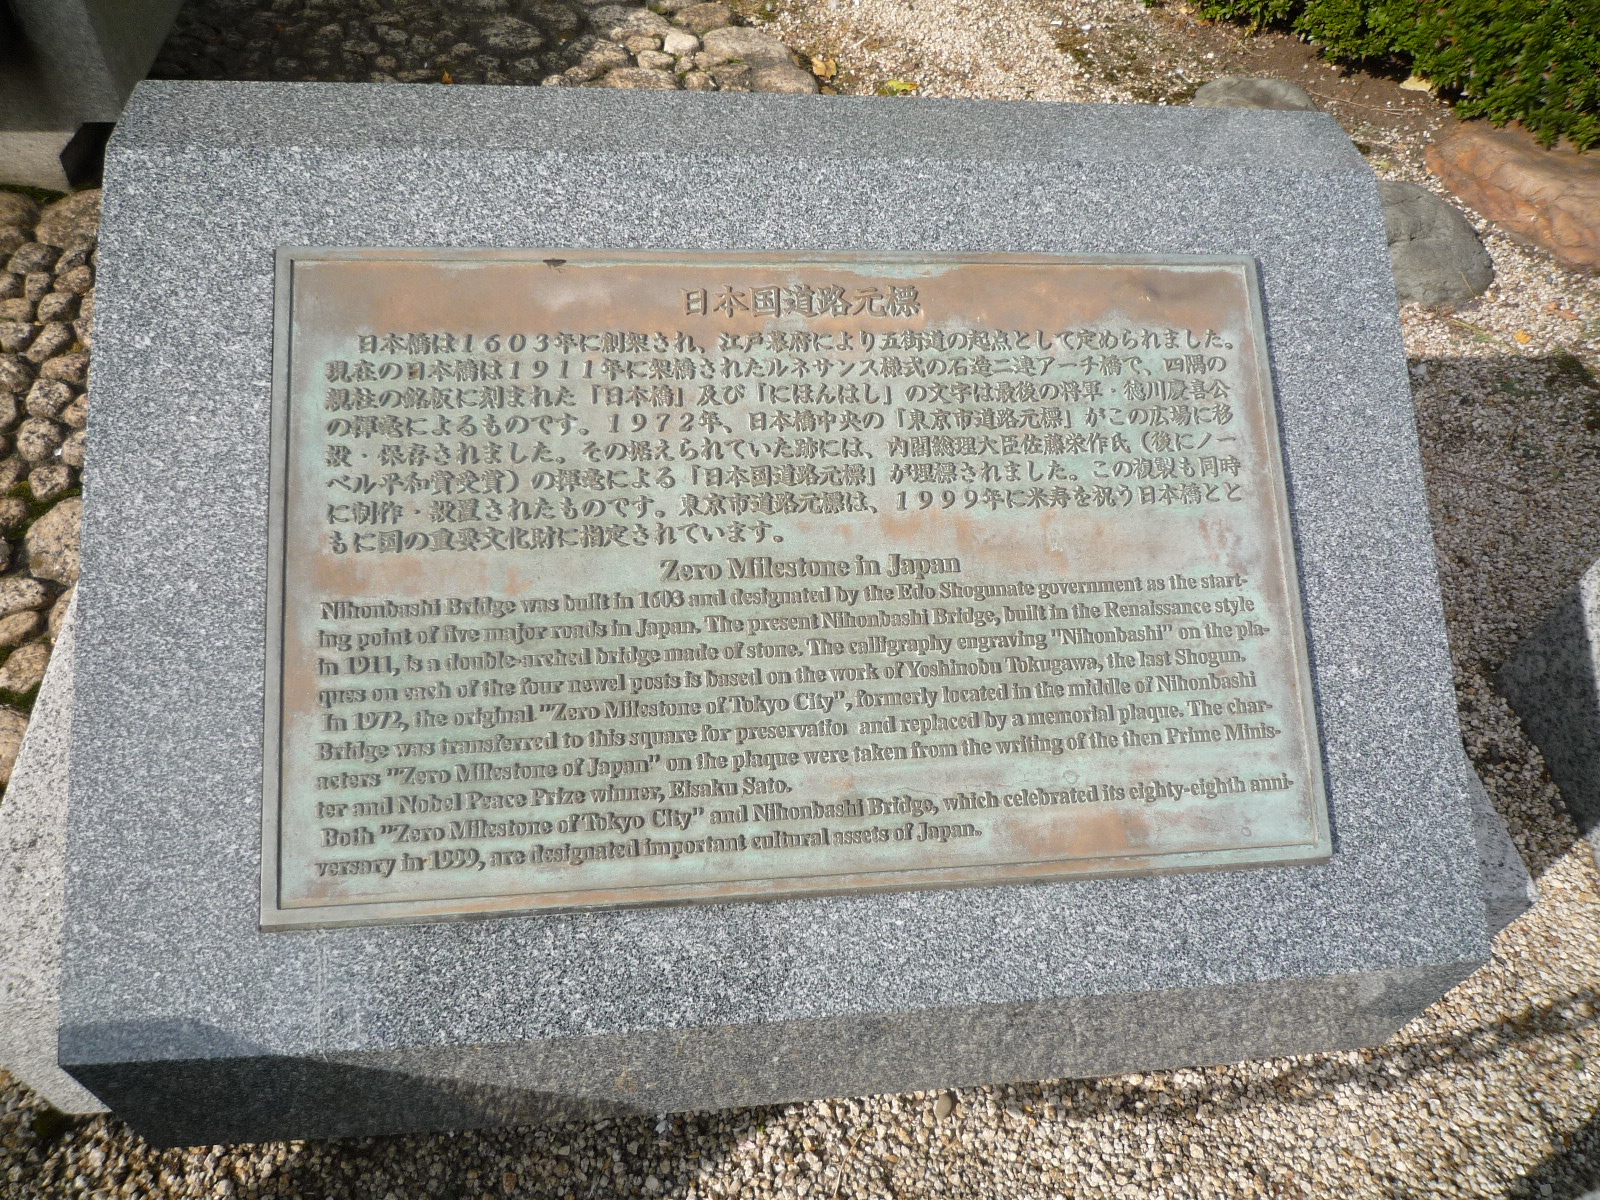 日本国道路元標
日本橋は1603年に創架され、江戸幕府により五街道の起点として定められました。
現在の日本橋は1911年に架橋されたルネサンス様式の石造二連アーチ橋で、四隅の
親柱の銘板に刻まれた「日本橋」及び「にほんはし」の文字は最後の将軍・徳川慶喜公
の揮毫によるものです。1972年、日本橋中央の「東京市道路元標」がこの広場に移
設・保存されました。その据えられていた跡には、内閣総理大臣佐藤栄作氏(後にノー
ベル平和賞受賞)の揮毫による「日本国道路元標」が埋標されました。この複製も同時
に制作・設置されたものです。東京市道路元標は、1999年に米寿を祝う日本橋とと
もに国の重要文化財に指定されています。
Zero Milestone in Japan
Nihonbashi Bridge was built in 1603 and designated by the Edo Shogunate government as the start-
ing point of five major roads in Japan. The present Nihonbashi Bridge, built in the Renaissance style
in 1911, is a double-arched bridge made of stone. The calligraphy engraving "Nihonbashi" on the pla-
ques on each of the four newel posts is based on the work of Yoshinobu Tokugawa, the last Shogun.
In 1972, the original "Zero Milestone of Tokyo City", formerly located in the middle of Nihonbashi
Bridge was transferred to this square for preservatio and replaced by a memorial plaque. The char-
acters "Zero Milestone of Japan" on the plaque were taken from the writing of the then Prime Minis-
ter and Nobel Peace Prize winner, Eisaku Sato.
Both "Zero Milestone of Tokyo City" and Nihonbashi Bridge, which celebrated its eighty-eighth anni-
versary in 1999, are designated important cultural assets of Japan.